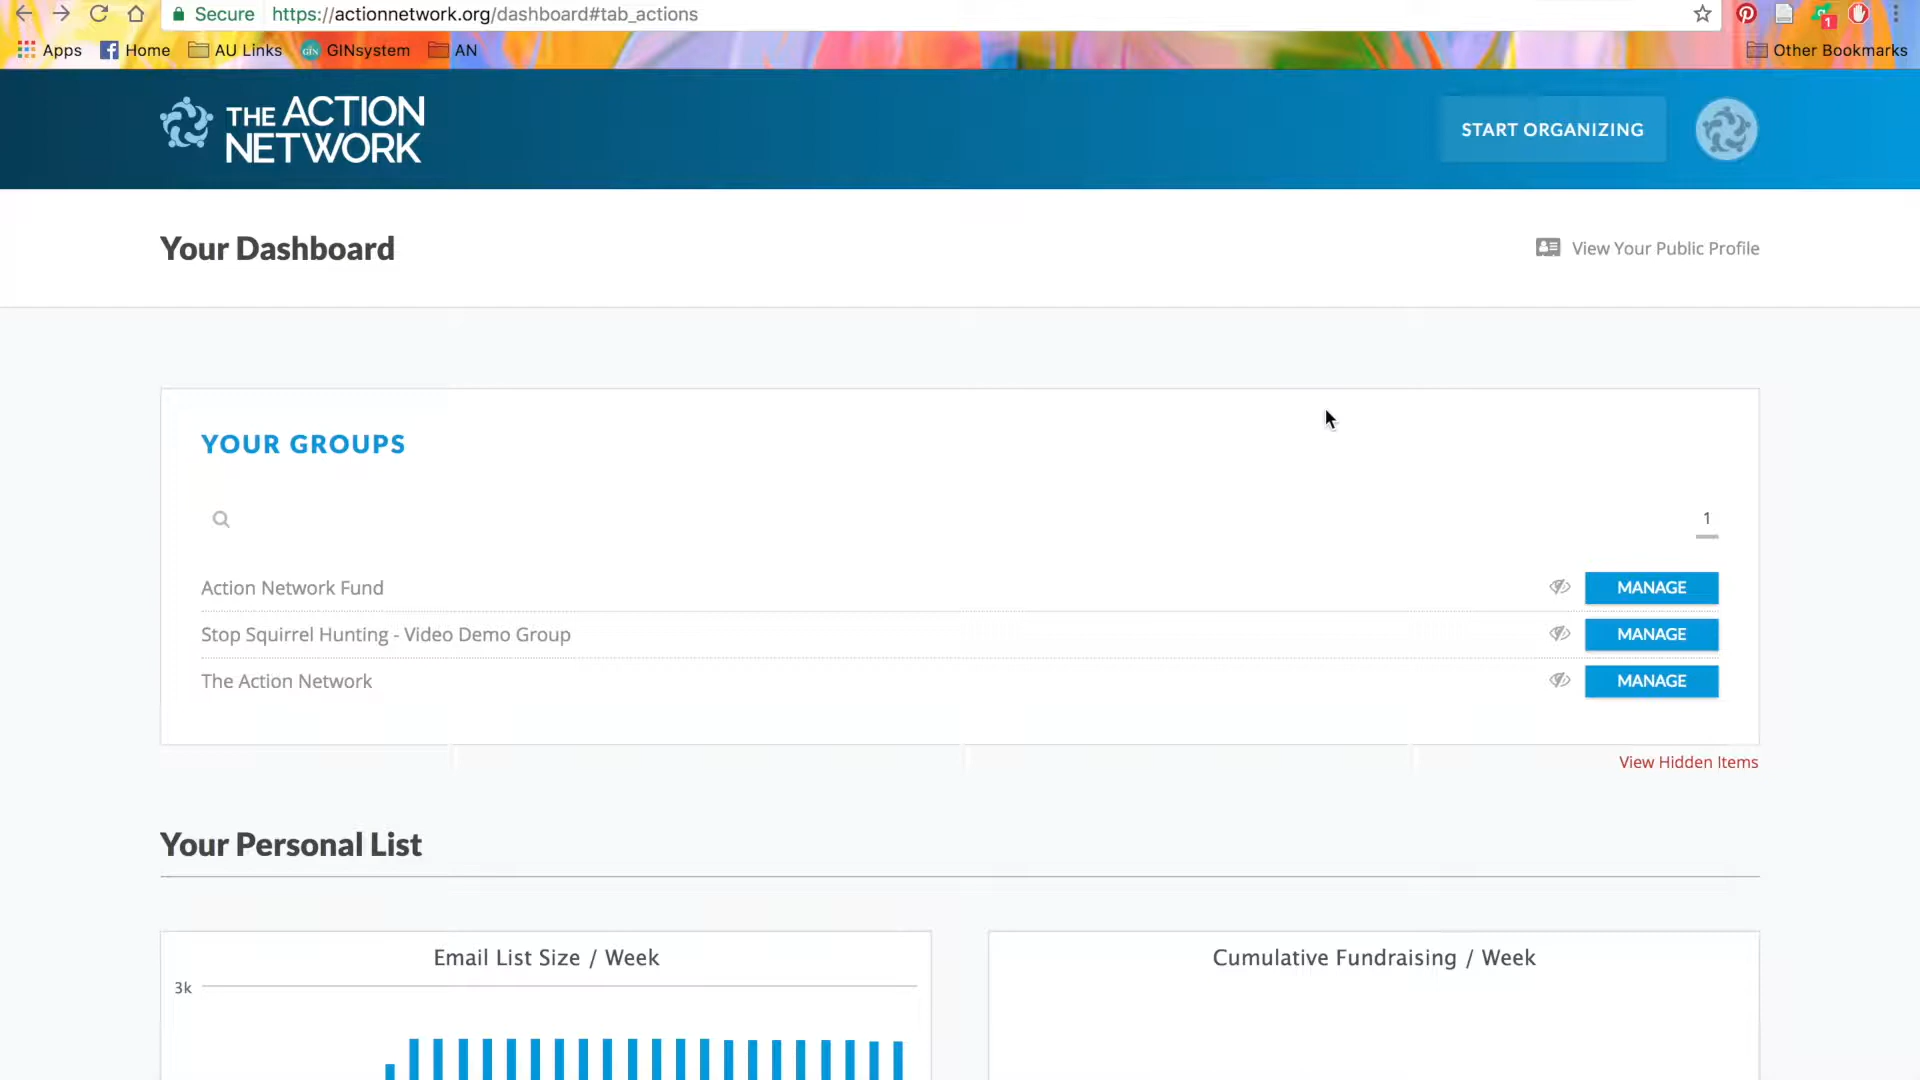 Secure https://actionnetwork.org/dashboard#tab_actions
1
Apps Home AU Links GINsystem AN Other Bookmarks
THE ACTION NETWORK
START ORGANIZING
Your Dashboard
View Your Public Profile
YOUR GROUPS
1
Action Network Fund MANAGE
Stop Squirrel Hunting - Video Demo Group MANAGE
The Action Network MANAGE
View Hidden Items
Your Personal List
Email List Size / Week
Cumulative Fundraising / Week
3k